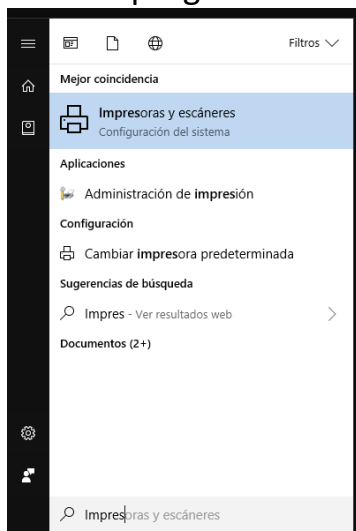 Filtros
Mejor coincidencia
Impresoras y escáneres
Configuración del sistema
Aplicaciones
Administración de impresión
Configuración
Cambiar impresora predeterminada
Sugerencias de búsqueda
Impres - Ver resultados web
Documentos (2+)
Impresoras y escáneres